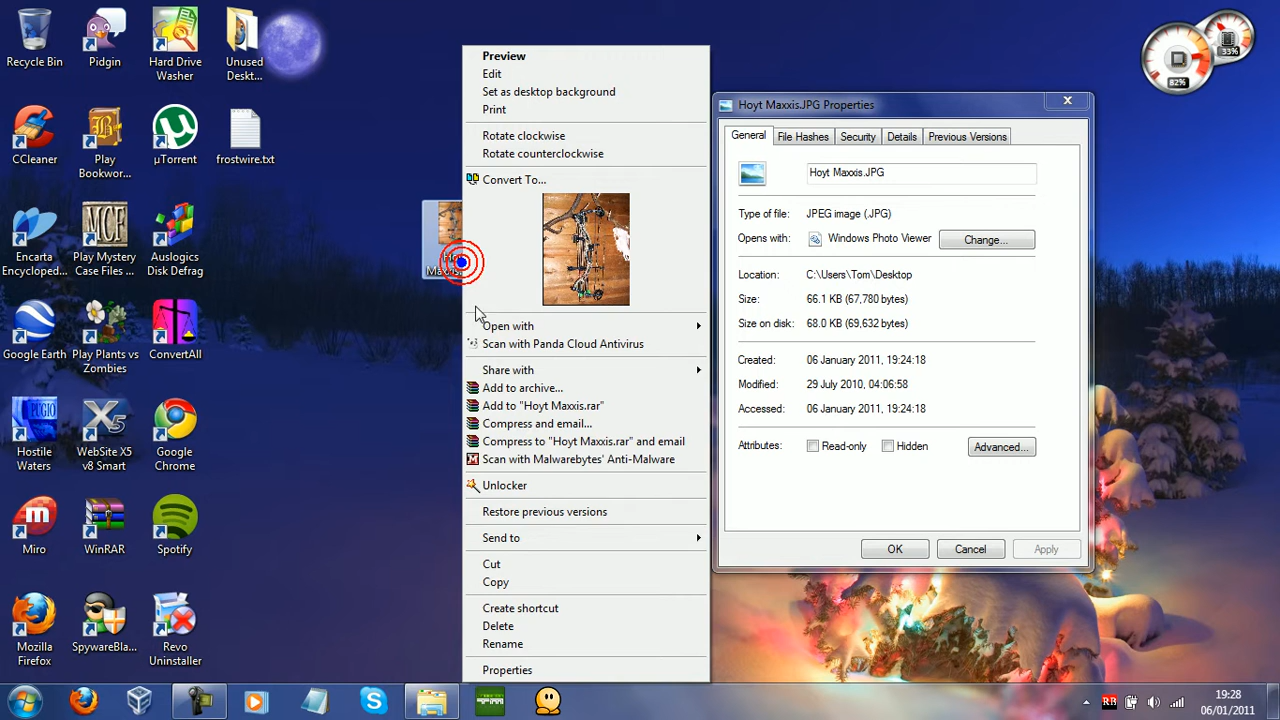 Recycle Bin
Pidgin
Hard Drive
Washer
Unused
Deskt...
CCleaner
Play
Bookwor...
µTorrent
frostwire.txt
Encarta
Encycloped...
Play Mystery
Case Files ...
Auslogics
Disk Defrag
Google Earth
Play Plants vs
Zombies
ConvertAll
Hostile
Waters
WebSite X5
v8 Smart
Google
Chrome
Miro
WinRAR
Spotify
Mozilla
Firefox
SpywareBla...
Revo
Uninstaller
MCF
PUGIO
X5
Preview
Edit
Set as desktop background
Print
Rotate clockwise
Rotate counterclockwise
Convert To...
Open with
Scan with Panda Cloud Antivirus
Share with
Add to archive...
Add to "Hoyt Maxxis.rar"
Compress and email...
Compress to "Hoyt Maxxis.rar" and email
Scan with Malwarebytes' Anti-Malware
Unlocker
Restore previous versions
Send to
Cut
Copy
Create shortcut
Delete
Rename
Properties
Hoyt Maxxis.JPG Properties
General
File Hashes
Security
Details
Previous Versions
Hoyt Maxxis.JPG
Type of file: JPEG image (.JPG)
Opens with: Windows Photo Viewer Change...
Location: C:\Users\Tom\Desktop
Size: 66.1 KB (67,780 bytes)
Size on disk: 68.0 KB (69,632 bytes)
Created: 06 January 2011, 19:24:18
Modified: 29 July 2010, 04:06:58
Accessed: 06 January 2011, 19:24:18
Attributes: Read-only Hidden Advanced...
OK Cancel Apply
33%
82%
RB
19:28
06/01/2011